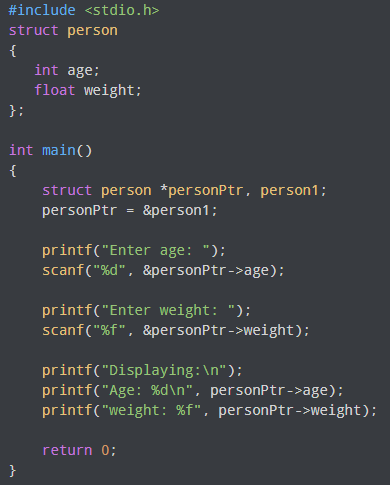 #include <stdio.h>
struct person
{
   int age;
   float weight;
};

int main()
{
    struct person *personPtr, person1;
    personPtr = &person1;

    printf("Enter age: ");
    scanf("%d", &personPtr->age);

    printf("Enter weight: ");
    scanf("%f", &personPtr->weight);

    printf("Displaying:\n");
    printf("Age: %d\n", personPtr->age);
    printf("weight: %f", personPtr->weight);

    return 0;
}